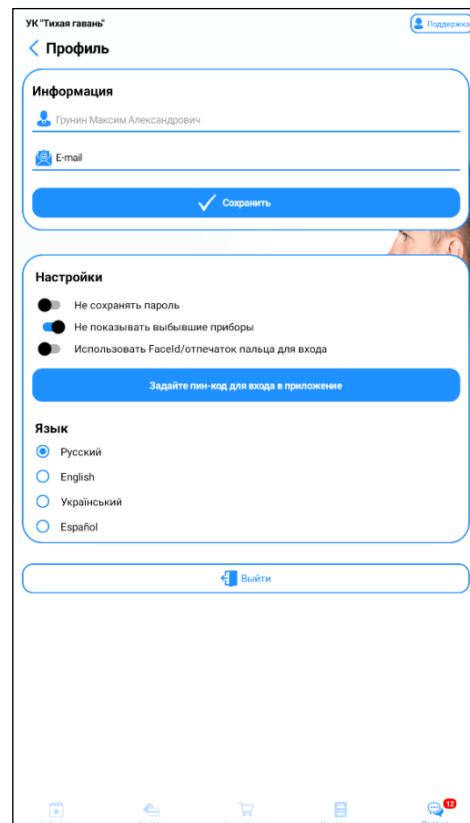 УК "Тихая гавань"
Поддержка
Профиль
Информация
Грунин Максим Александрович
E-mail
Сохранить
Настройки
Не сохранять пароль
Не показывать выбывшие приборы
Использовать FaceId/отпечаток пальца для входа
Задайте пин-код для входа в приложение
Язык
Русский
English
Український
Español
Выйти
12